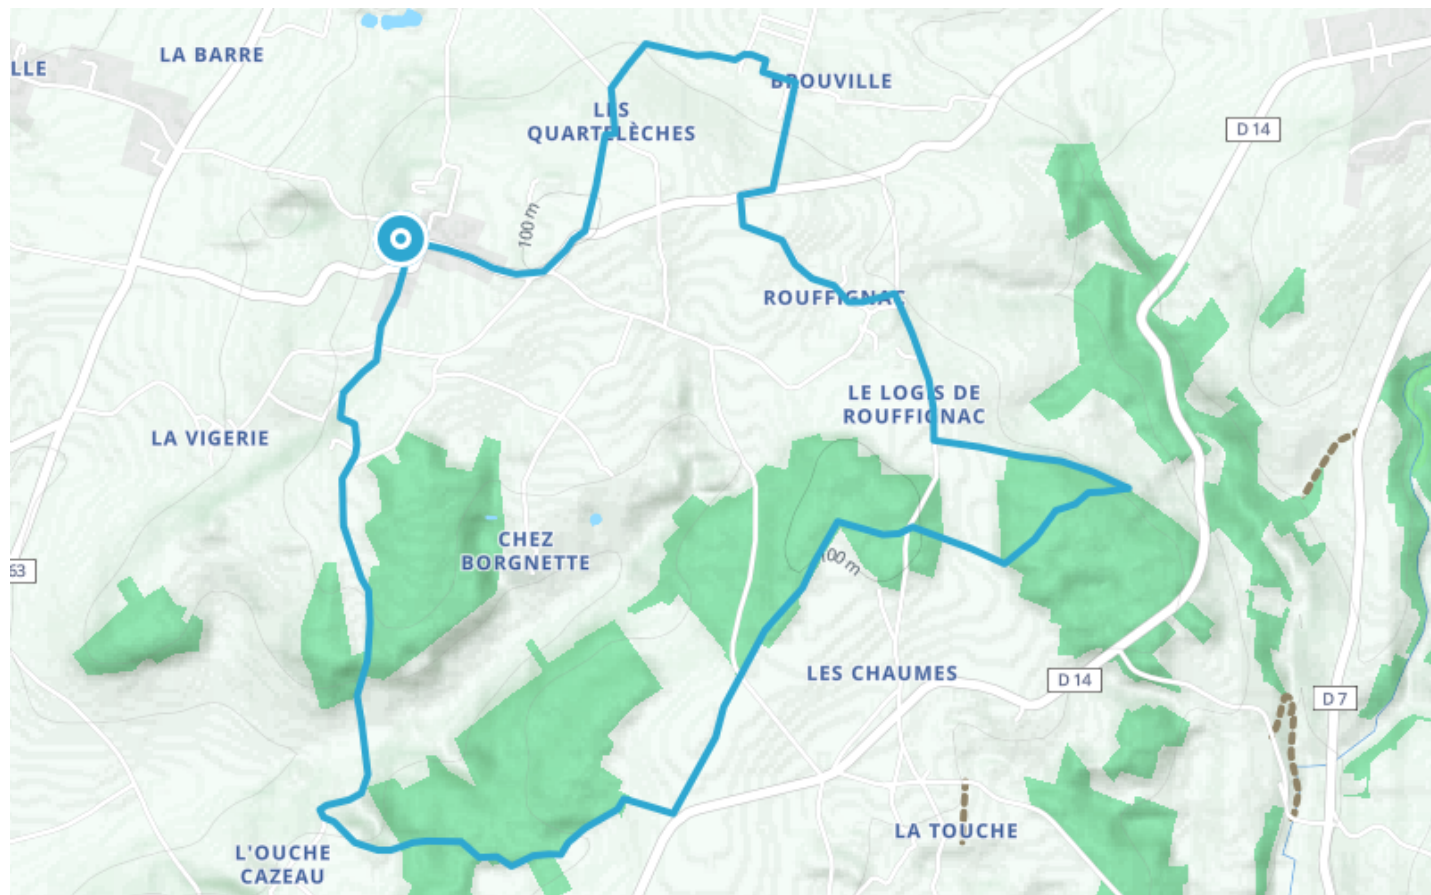 LA BARRE
LLE
BROUVILLE
LES
QUARTELÈCHES
D 14
100 m
ROUFFIGNAC
LE LOGIS DE
ROUFFIGNAC
LA VIGERIE
CHEZ
BORGNETTE
100 m
63
LES CHAUMES
D 14
D 7
LA TOUCHE
L'OUCHE
CAZEAU